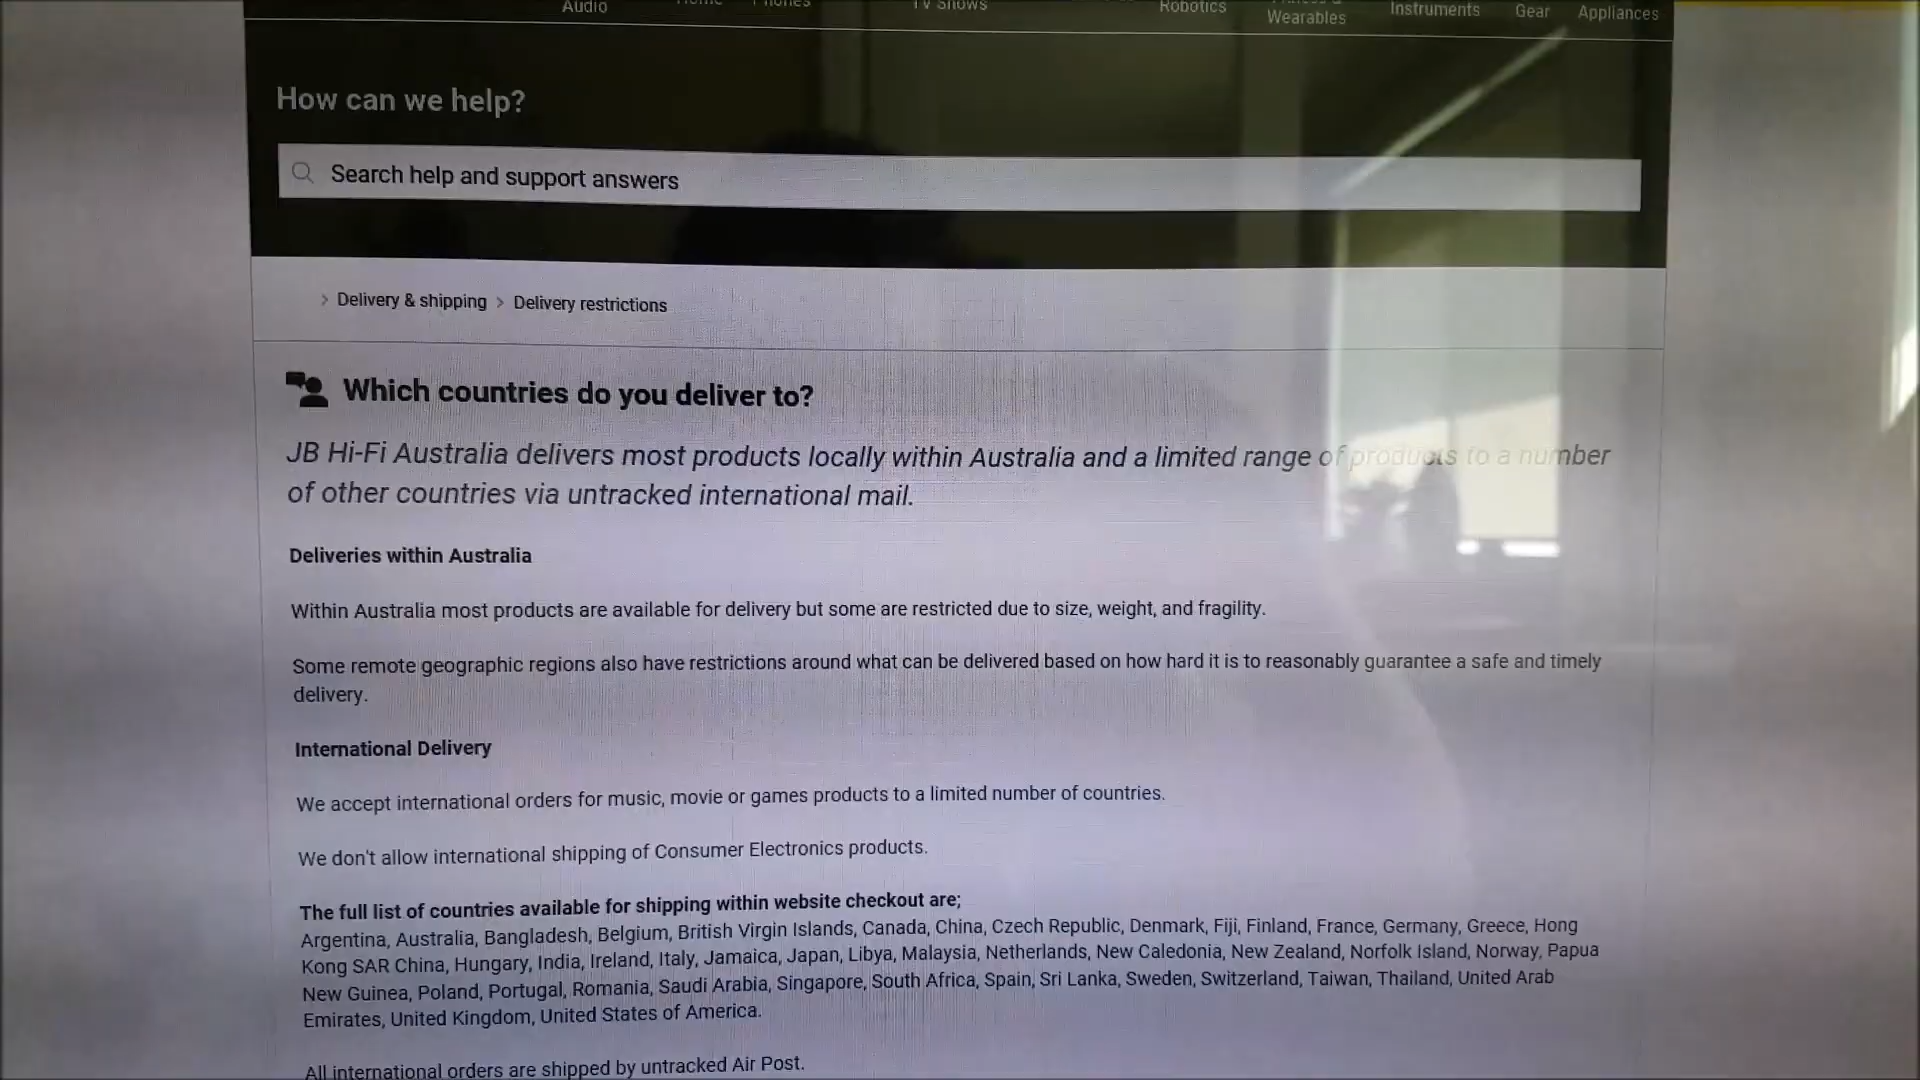 Audio
Home
Phones
TV Shows
Robotics
Wearables
Instruments
Gear
Appliances
How can we help?
Search help and support answers
> Delivery & shipping > Delivery restrictions
Which countries do you deliver to?
JB Hi-Fi Australia delivers most products locally within Australia and a limited range of products to a number
of other countries via untracked international mail.
Deliveries within Australia
Within Australia most products are available for delivery but some are restricted due to size, weight, and fragility.
Some remote geographic regions also have restrictions around what can be delivered based on how hard it is to reasonably guarantee a safe and timely
delivery.
International Delivery
We accept international orders for music, movie or games products to a limited number of countries.
We don't allow international shipping of Consumer Electronics products.
The full list of countries available for shipping within website checkout are;
Argentina, Australia, Bangladesh, Belgium, British Virgin Islands, Canada, China, Czech Republic, Denmark, Fiji, Finland, France, Germany, Greece, Hong
Kong SAR China, Hungary, India, Ireland, Italy, Jamaica, Japan, Libya, Malaysia, Netherlands, New Caledonia, New Zealand, Norfolk Island, Norway, Papua
New Guinea, Poland, Portugal, Romania, Saudi Arabia, Singapore, South Africa, Spain, Sri Lanka, Sweden, Switzerland, Taiwan, Thailand, United Arab
Emirates, United Kingdom, United States of America.
All international orders are shipped by untracked Air Post.